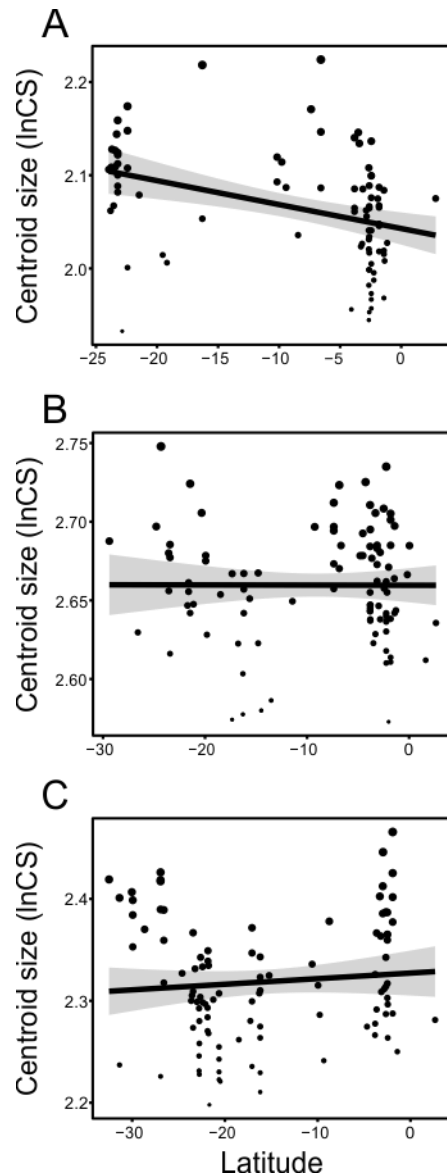 A
Centroid size (lnCS)
2.2
2.1
2.0
−25 −20 −15 −10 −5 0
B
Centroid size (lnCS)
2.75
2.70
2.65
2.60
−30 −20 −10 0
C
Centroid size (lnCS)
2.4
2.3
2.2
−30 −20 −10 0
Latitude